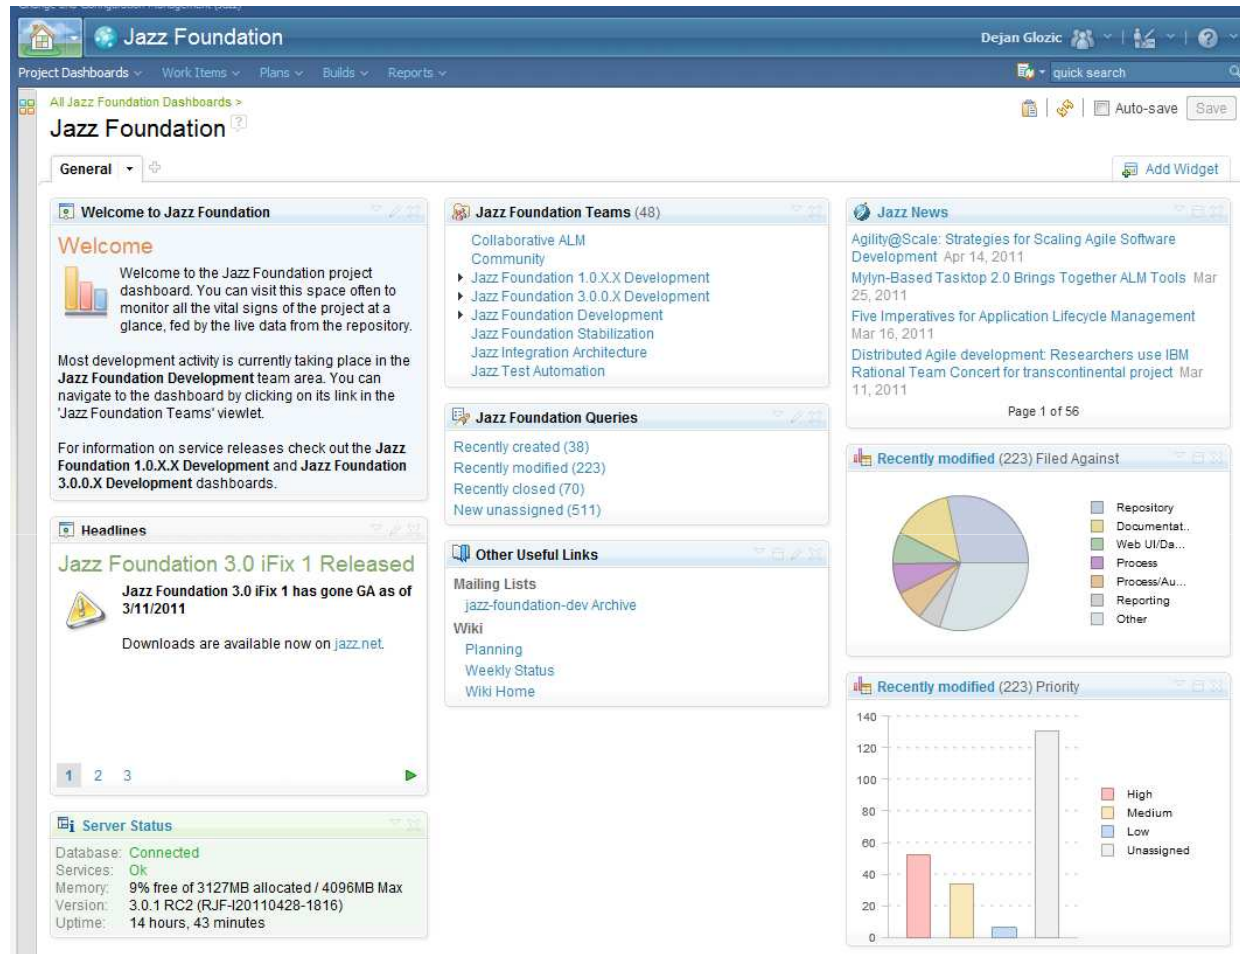 Change and Configuration Management (Jazz)
Jazz Foundation
Dejan Glozic
Project Dashboards Work Items Plans Builds Reports
quick search
All Jazz Foundation Dashboards >
Jazz Foundation ?
Auto-save Save
General
Add Widget
Welcome to Jazz Foundation
Welcome
Welcome to the Jazz Foundation project
dashboard. You can visit this space often to
monitor all the vital signs of the project at a
glance, fed by the live data from the repository.
Most development activity is currently taking place in the
Jazz Foundation Development team area. You can
navigate to the dashboard by clicking on its link in the
'Jazz Foundation Teams' viewlet.
For information on service releases check out the Jazz
Foundation 1.0.X.X Development and Jazz Foundation
3.0.0.X Development dashboards.
Headlines
Jazz Foundation 3.0 iFix 1 Released
Jazz Foundation 3.0 iFix 1 has gone GA as of
3/11/2011
Downloads are available now on jazz.net.
1 2 3
Server Status
Database: Connected
Services: Ok
Memory: 9% free of 3127MB allocated / 4096MB Max
Version: 3.0.1 RC2 (RJF-I20110428-1816)
Uptime: 14 hours, 43 minutes
Jazz Foundation Teams (48)
Collaborative ALM
Community
Jazz Foundation 1.0.X.X Development
Jazz Foundation 3.0.0.X Development
Jazz Foundation Development
Jazz Foundation Stabilization
Jazz Integration Architecture
Jazz Test Automation
Jazz Foundation Queries
Recently created (38)
Recently modified (223)
Recently closed (70)
New unassigned (511)
Other Useful Links
Mailing Lists
jazz-foundation-dev Archive
Wiki
Planning
Weekly Status
Wiki Home
Jazz News
Agility@Scale: Strategies for Scaling Agile Software
Development Apr 14, 2011
Mylyn-Based Tasktop 2.0 Brings Together ALM Tools Mar
25, 2011
Five Imperatives for Application Lifecycle Management
Mar 16, 2011
Distributed Agile development: Researchers use IBM
Rational Team Concert for transcontinental project Mar
11, 2011
Page 1 of 56
Recently modified (223) Filed Against
Repository
Documentat..
Web UI/Da...
Process
Process/Au...
Reporting
Other
Recently modified (223) Priority
140
120
100
80
60
40
20
0
High
Medium
Low
Unassigned